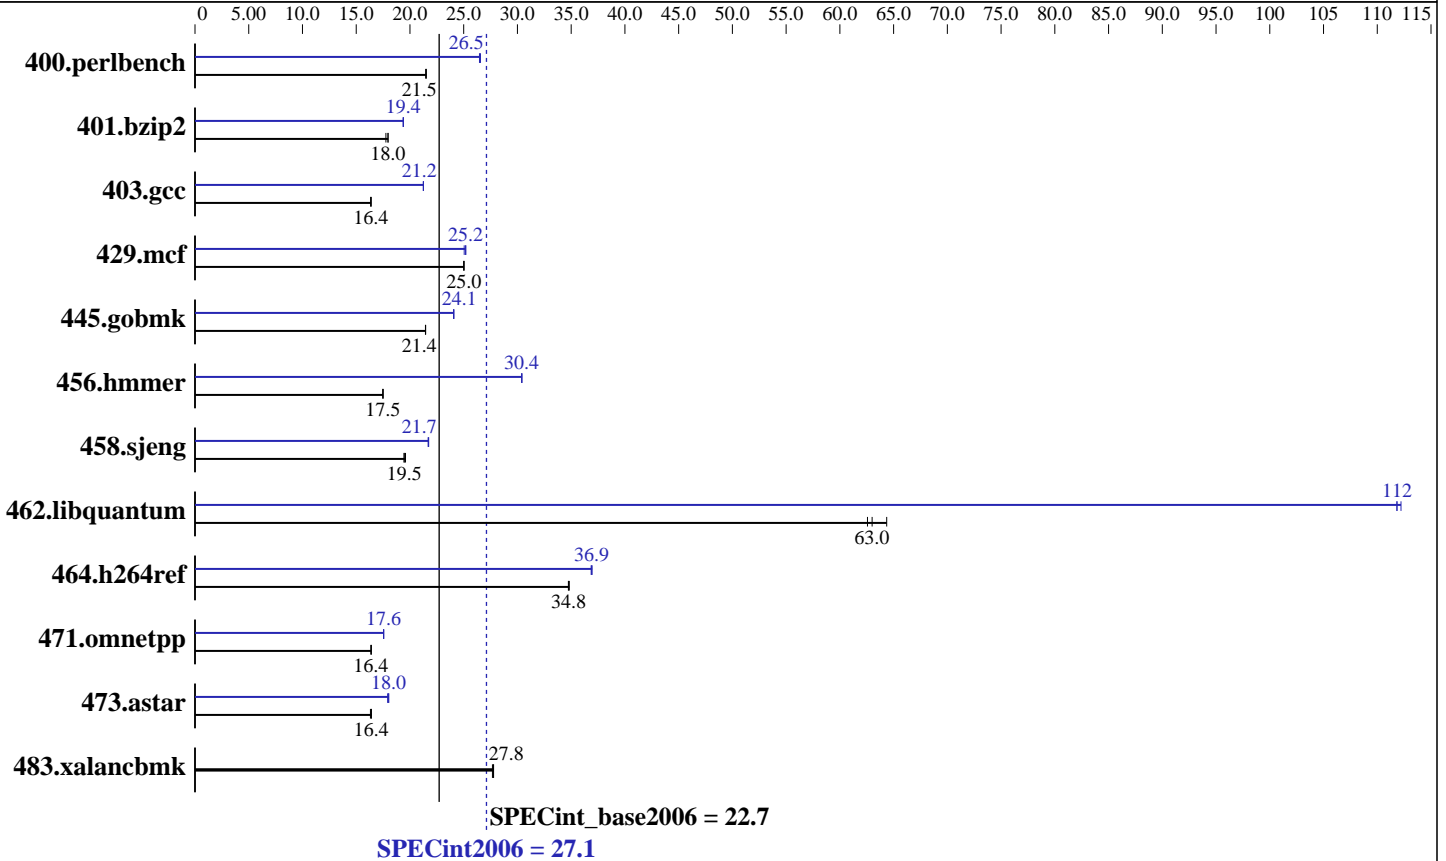 0 5.00 10.0 15.0 20.0 25.0 30.0 35.0 40.0 45.0 50.0 55.0 60.0 65.0 70.0 75.0 80.0 85.0 90.0 95.0 100 105 110 115
26.5
400.perlbench
21.5
19.4
401.bzip2
18.0
21.2
403.gcc
16.4
25.2
429.mcf
25.0
24.1
445.gobmk
21.4
30.4
456.hmmer
17.5
21.7
458.sjeng
19.5
112
462.libquantum
63.0
36.9
464.h264ref
34.8
17.6
471.omnetpp
16.4
18.0
473.astar
16.4
27.8
483.xalancbmk
SPECint_base2006 = 22.7
SPECint2006 = 27.1